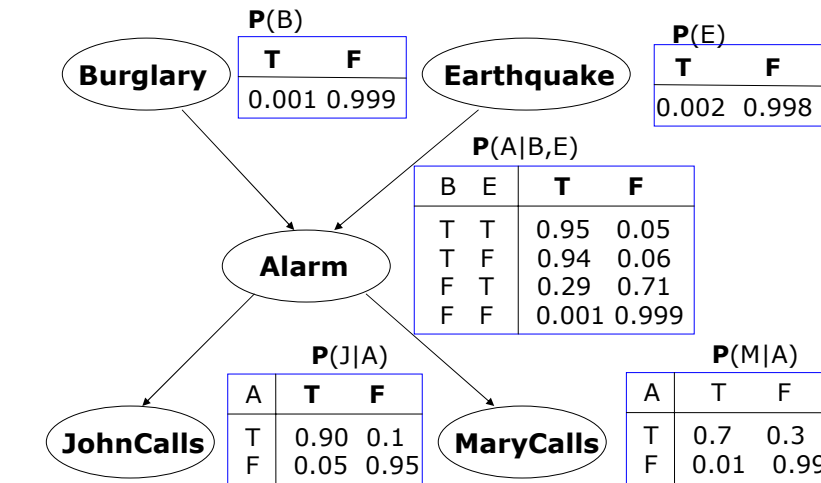 P(B)
T F
0.001 0.999
Burglary
Earthquake
P(E)
T F
0.002 0.998
P(A|B,E)
B E T F
T T 0.95 0.05
T F 0.94 0.06
F T 0.29 0.71
F F 0.001 0.999
Alarm
P(J|A)
A T F
T 0.90 0.1
F 0.05 0.95
P(M|A)
A T F
T 0.7 0.3
F 0.01 0.99
JohnCalls
MaryCalls